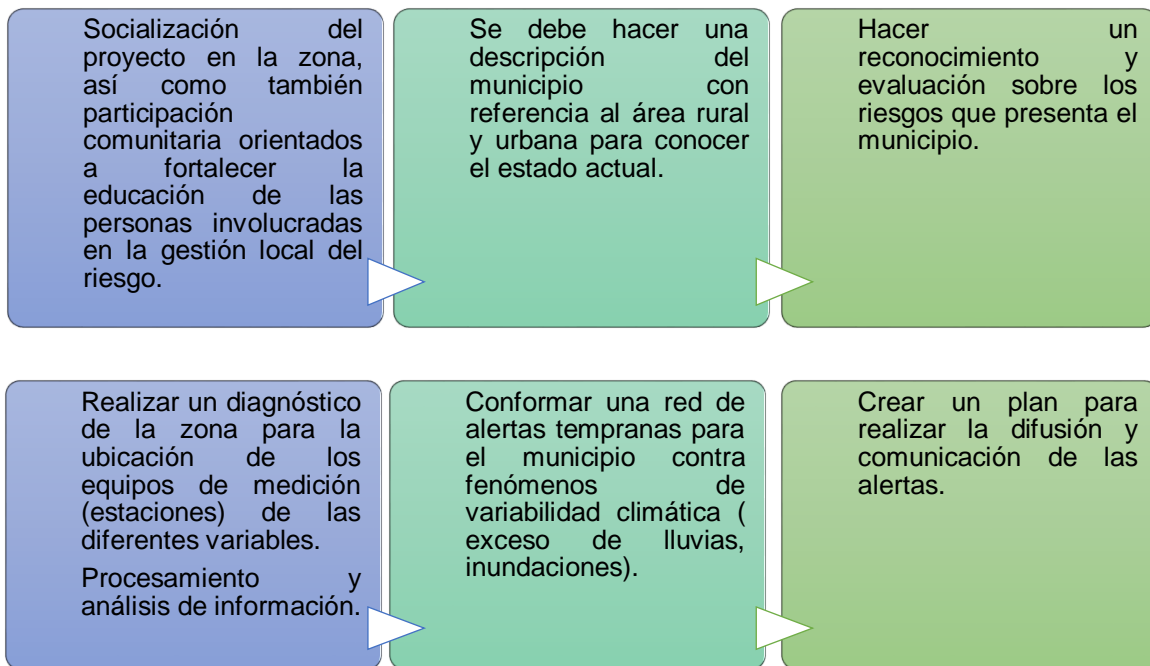 Socialización del
proyecto en la zona,
así como también
participación
comunitaria orientados
a fortalecer la
educación de las
personas involucradas
en la gestión local del
riesgo.
Se debe hacer una
descripción del
municipio con
referencia al área rural
y urbana para conocer
el estado actual.
Hacer un
reconocimiento y
evaluación sobre los
riesgos que presenta el
municipio.
Realizar un diagnóstico
de la zona para la
ubicación de los
equipos de medición
(estaciones) de las
diferentes variables.
Procesamiento y
análisis de información.
Conformar una red de
alertas tempranas para
el municipio contra
fenómenos de
variabilidad climática (
exceso de lluvias,
inundaciones).
Crear un plan para
realizar la difusión y
comunicación de las
alertas.